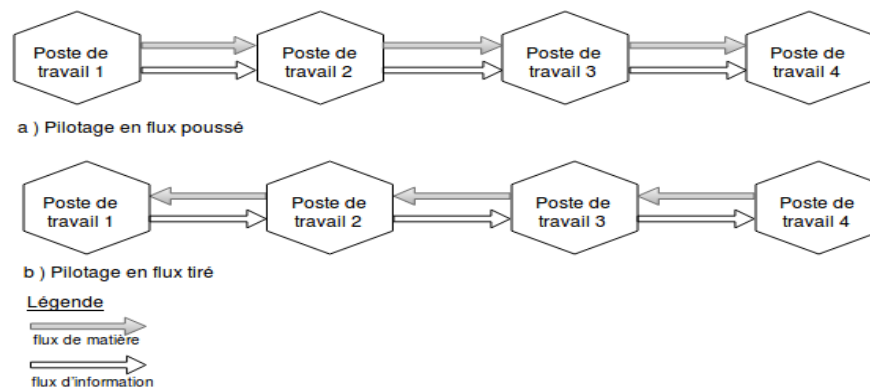 Poste de
travail 1
Poste de
travail 2
Poste de
travail 3
Poste de
travail 4
a ) Pilotage en flux poussé
Poste de
travail 1
Poste de
travail 2
Poste de
travail 3
Poste de
travail 4
b ) Pilotage en flux tiré
Légende
flux de matière
flux d'information